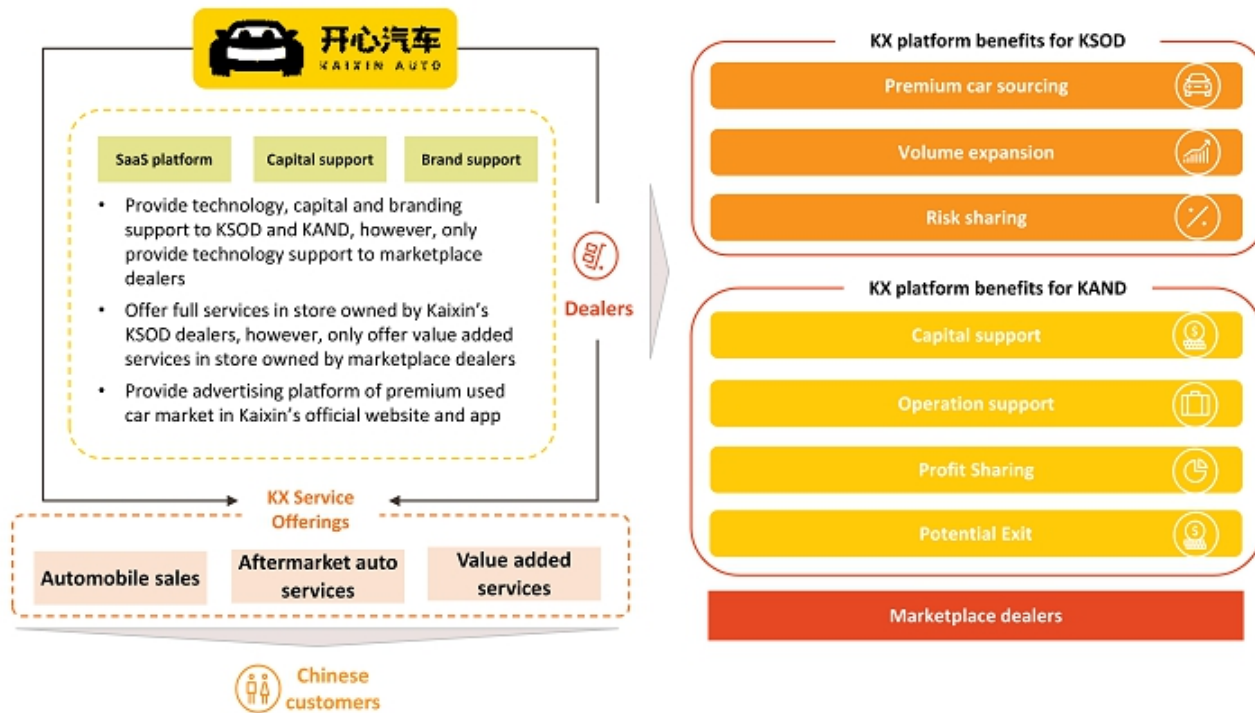 开心汽车
KAIXIN AUTO
SaaS platform
Capital support
Brand support
• Provide technology, capital and branding
support to KSOD and KAND, however, only
provide technology support to marketplace
dealers
• Offer full services in store owned by Kaixin's
KSOD dealers, however, only offer value added
services in store owned by marketplace dealers
• Provide advertising platform of premium used
car market in Kaixin's official website and app
Dealers
KX Service
Offerings
Automobile sales
Aftermarket auto
services
Value added
services
Chinese
customers
KX platform benefits for KSOD
Premium car sourcing
Volume expansion
Risk sharing
KX platform benefits for KAND
Capital support
Operation support
Profit Sharing
Potential Exit
Marketplace dealers